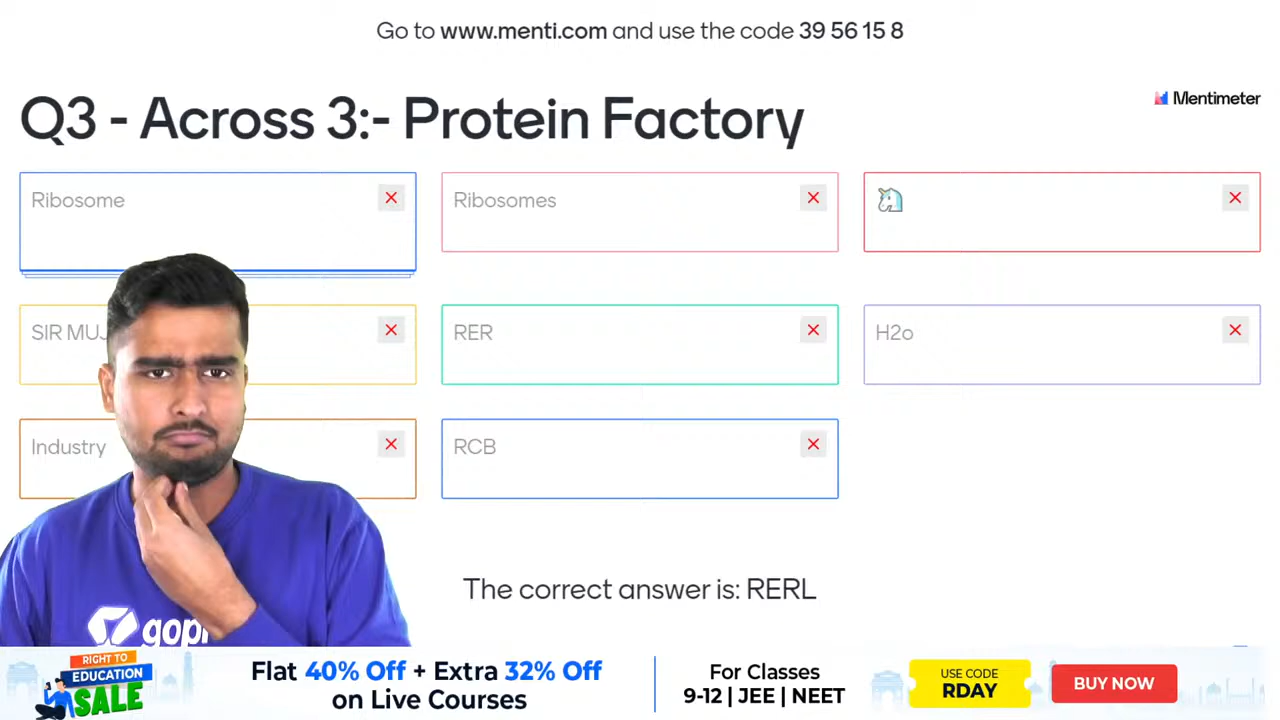 Go to www.menti.com and use the code 39 56 15 8
Mentimeter
Q3 - Across 3:- Protein Factory
Ribosome
Ribosomes
SIR MUJ
RER
H2o
Industry
RCB
The correct answer is: RERL
RIGHT TO
EDUCATION
SALE
Flat 40% Off + Extra 32% Off
on Live Courses
For Classes
9-12 | JEE | NEET
USE CODE
RDAY
BUY NOW